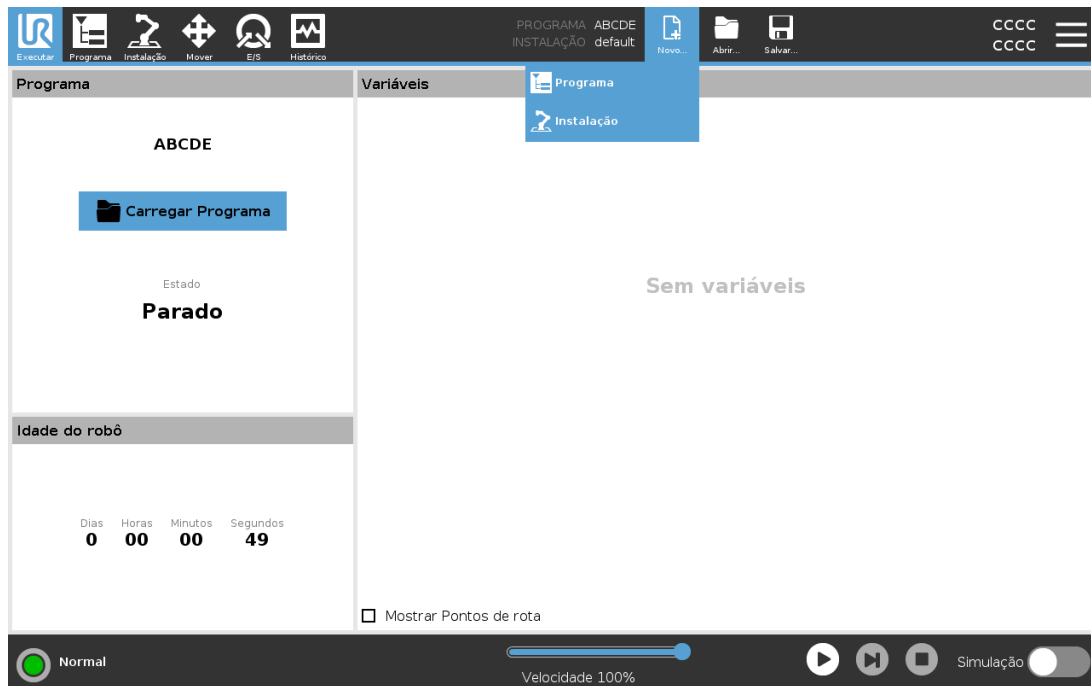 Executar Programa Instalação Mover E/S Histórico
PROGRAMA ABCDE
INSTALAÇÃO default
Novo... Abrir... Salvar...
CCCC
CCCC
Programa
Variáveis
Programa
Instalação
ABCDE
Carregar Programa
Estado
Parado
Sem variáveis
Idade do robô
Dias Horas Minutos Segundos
0 00 00 49
Mostrar Pontos de rota
Normal
Velocidade 100%
Simulação